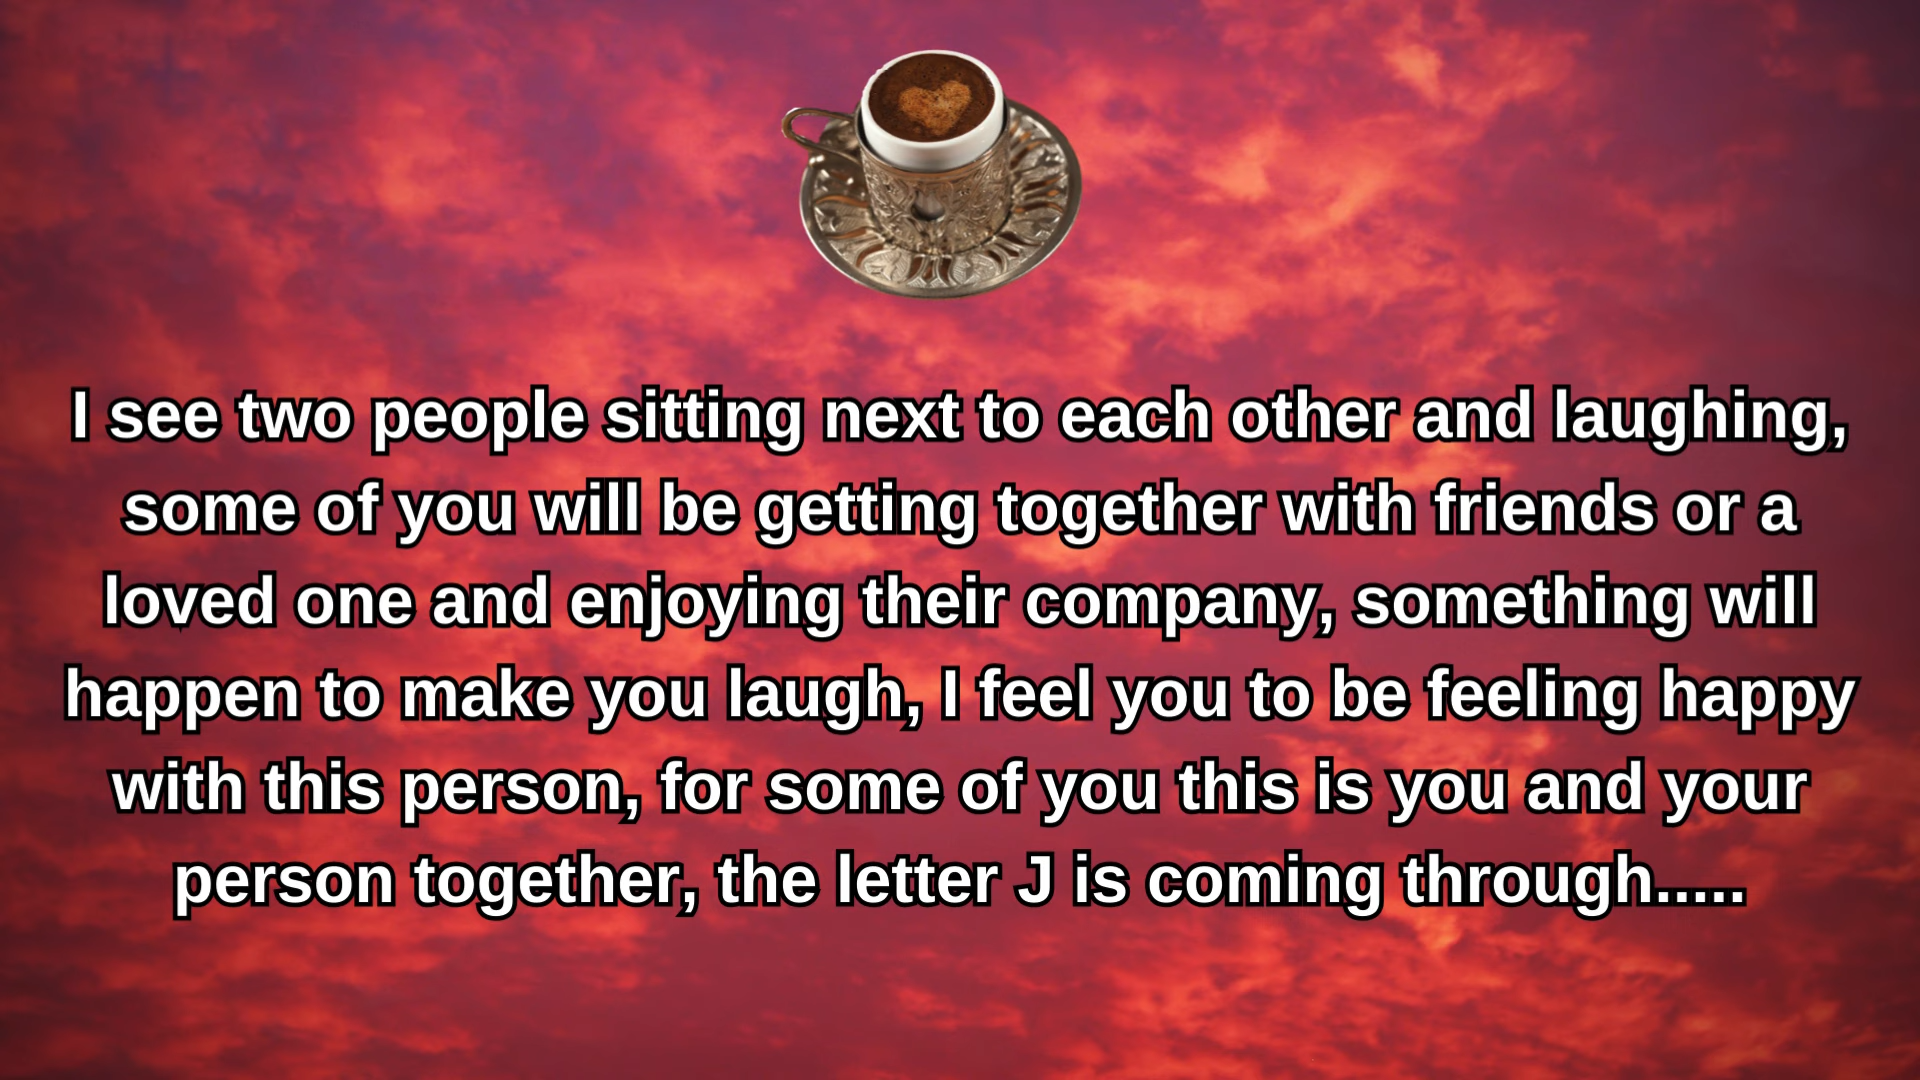 I see two people sitting next to each other and laughing,
some of you will be getting together with friends or a
loved one and enjoying their company, something will
happen to make you laugh, I feel you to be feeling happy
with this person, for some of you this is you and your
person together, the letter J is coming through.....